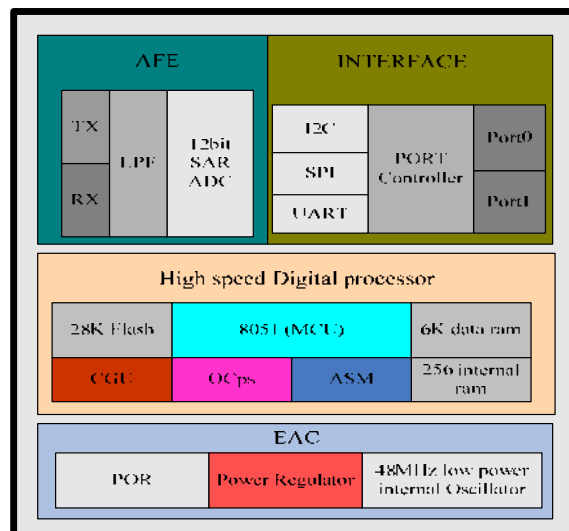 AFE
INTERFACE
TX
RX
LPF
12bit
SAR
ADC
I2C
SPI
UART
PORT
Controller
Port0
Port1
High speed Digital processor
28K Flash
8051 (MCU)
6K data ram
CGU
OCps
ASM
256 internal
ram
EAC
POR
Power Regulator
48MHz low power
internal Oscillator